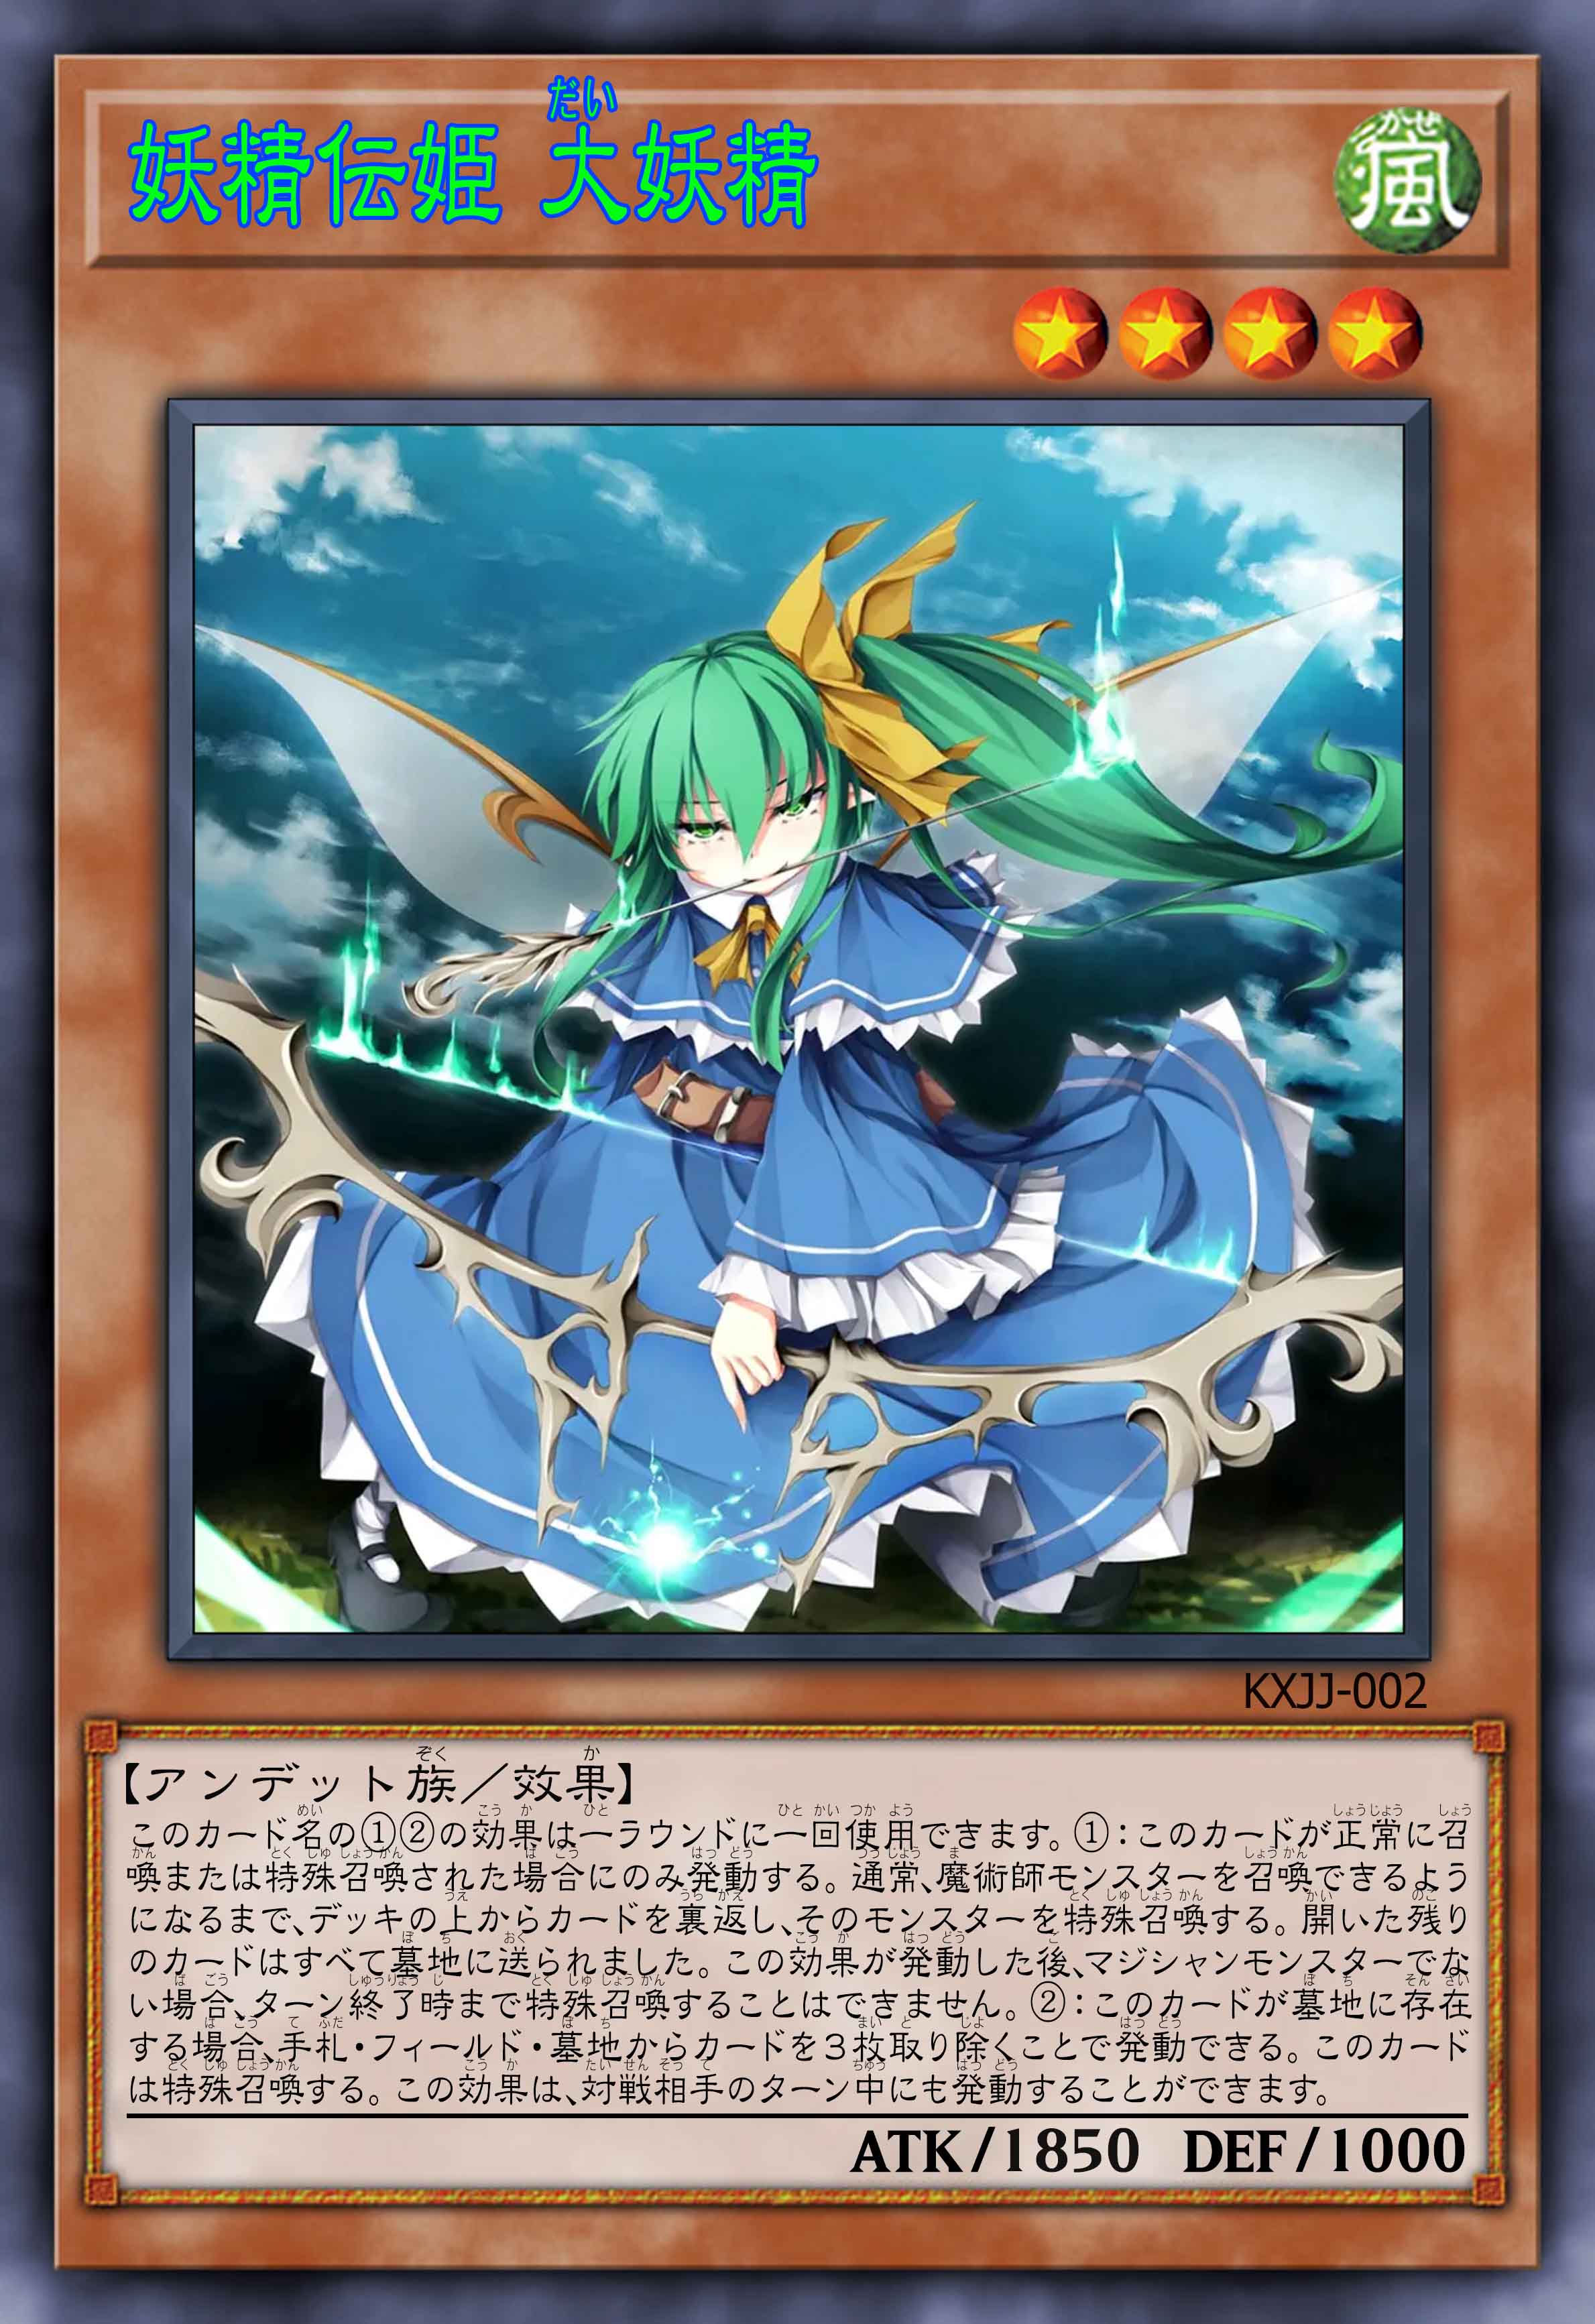 妖精伝姫 大妖精
KXJJ-002
【アンデット族／効果】
このカード名の①②の効果は一ラウンドに一回使用できます。①：このカードが正常に召
喚または特殊召喚された場合にのみ発動する。通常、魔術師モンスターを召喚できるよう
になるまで、デッキの上からカードを裏返し、そのモンスターを特殊召喚する。開いた残り
のカードはすべて墓地に送られました。この効果が発動した後、マジシャンモンスターでな
い場合、ターン終了時まで特殊召喚することはできません。②：このカードが墓地に存在
する場合、手札・フィールド・墓地からカードを３枚取り除くことで発動できる。このカード
は特殊召喚する。この効果は、対戦相手のターン中にも発動することができます。
ATK/1850 DEF/1000